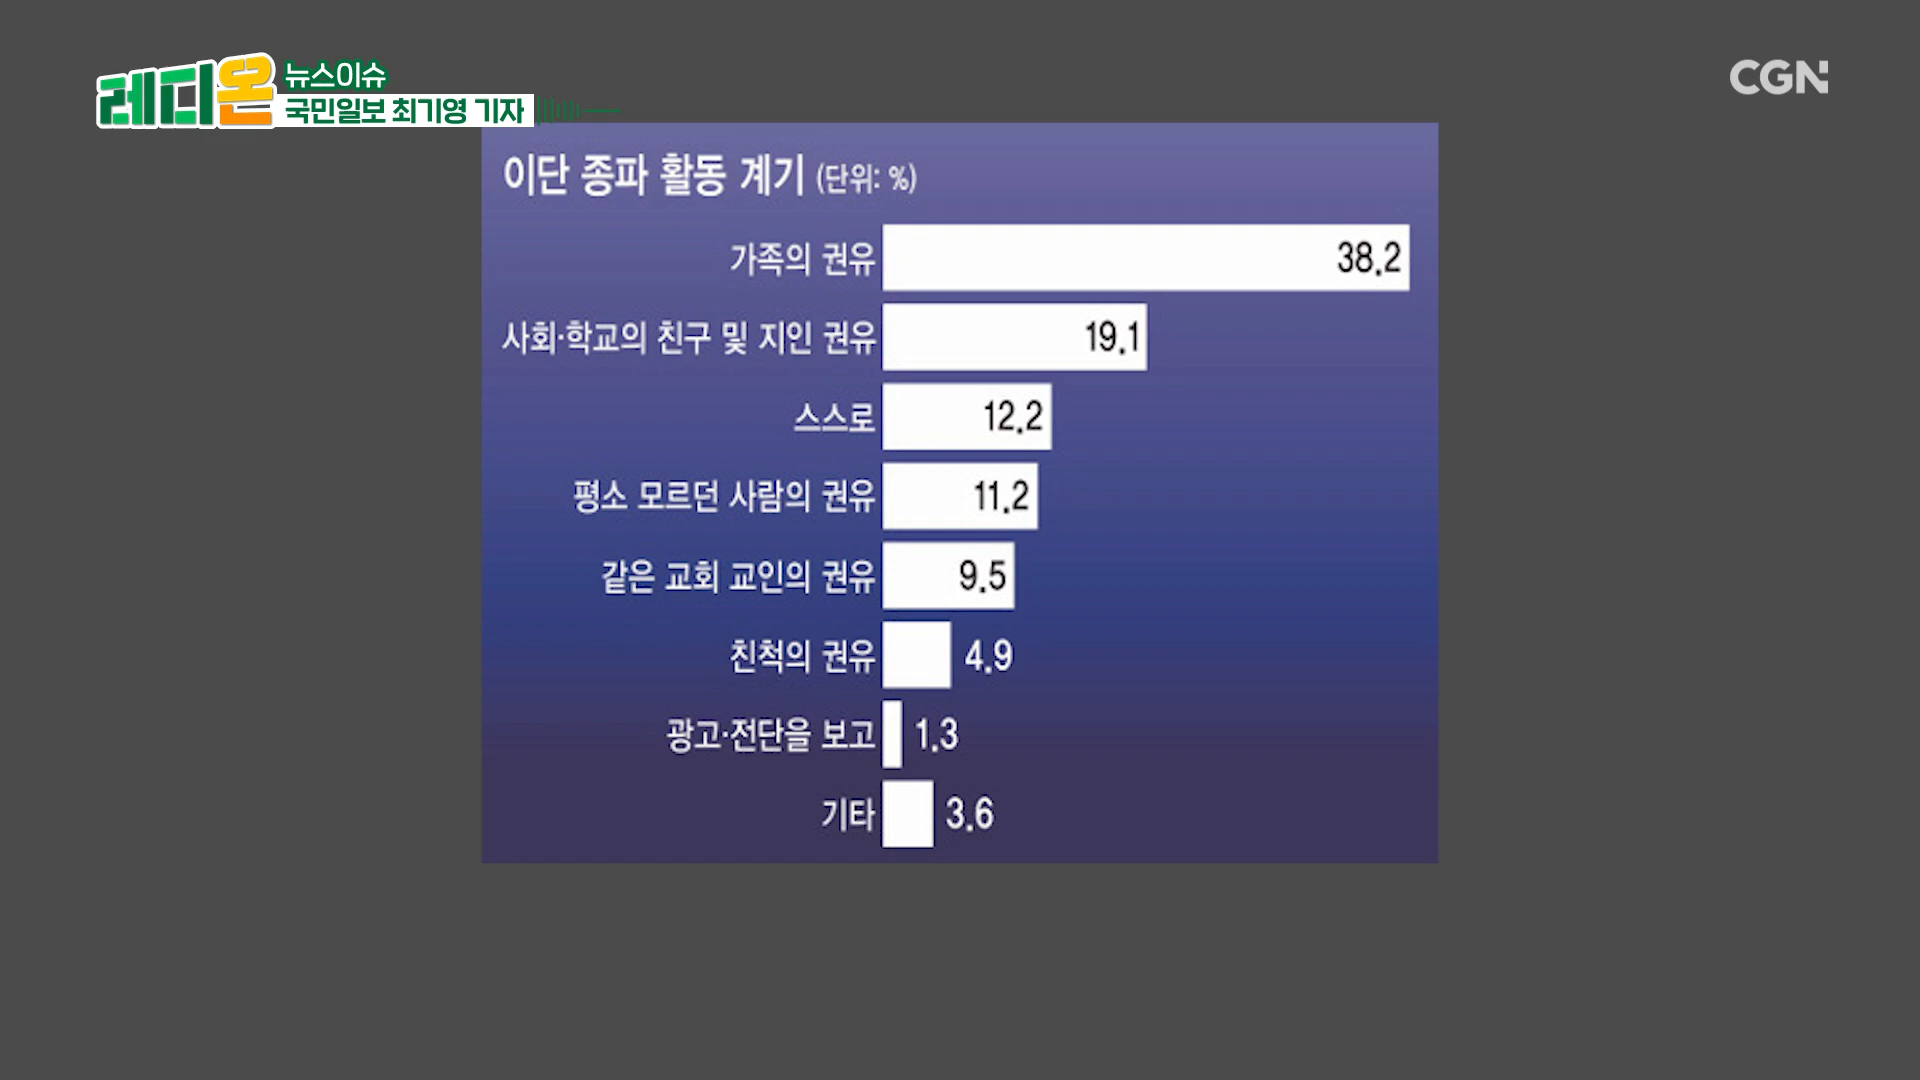 레디온
뉴스이슈
국민일보 최기영 기자
CGN
이단 종파 활동 계기 (단위: %)
가족의 권유 38.2
사회·학교의 친구 및 지인 권유 19.1
스스로 12.2
평소 모르던 사람의 권유 11.2
같은 교회 교인의 권유 9.5
친척의 권유 4.9
광고·전단을 보고 1.3
기타 3.6